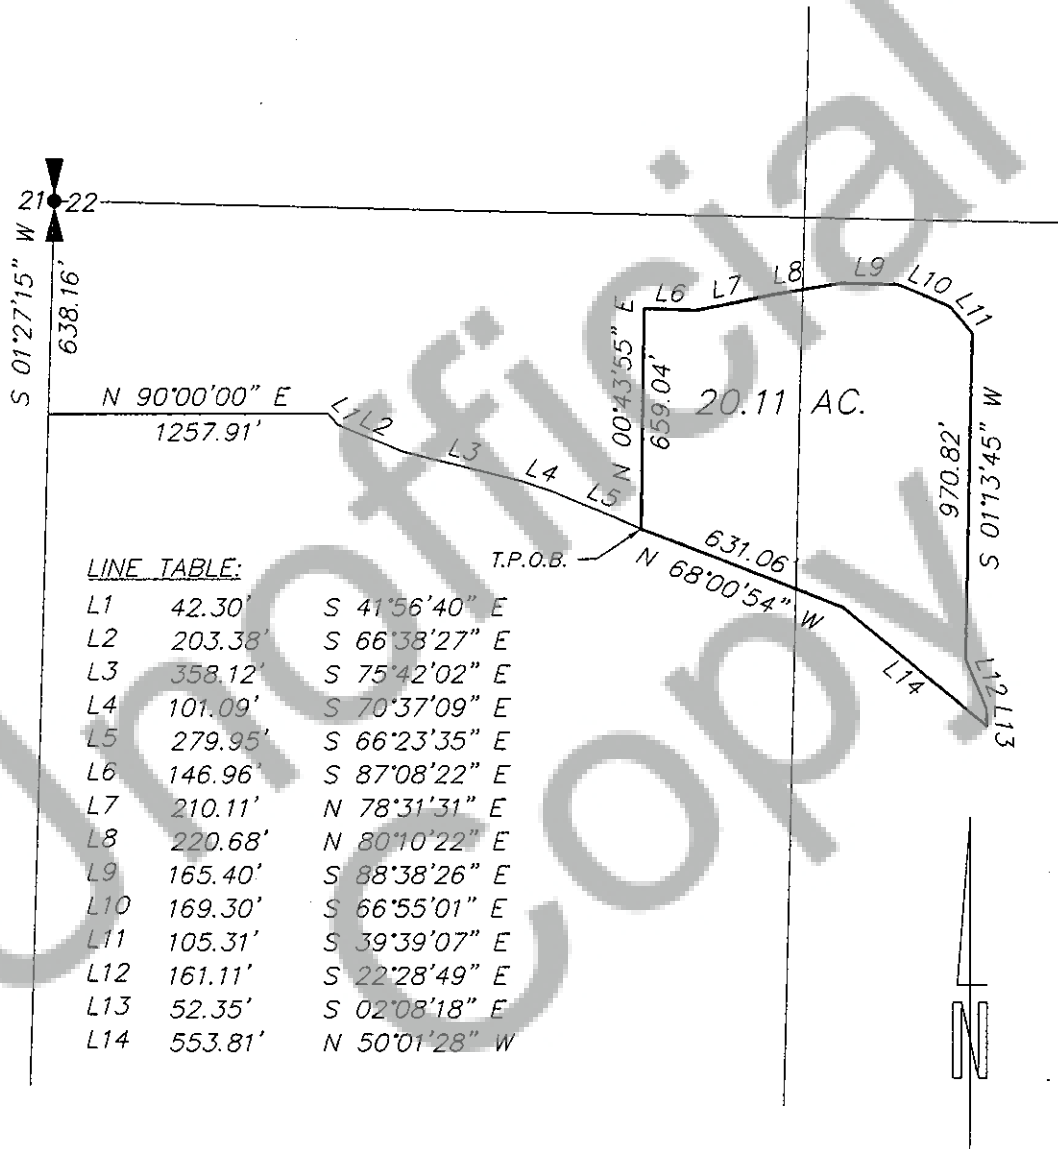 21 22
S 01°27'15" W
638.16'
N 90°00'00" E
1257.91'
L1 L2
L3
L4
L5
N 00°43'55" E
659.04'
L6
L7
L8
L9
L10
L11
20.11 AC.
970.82'
S 01°13'45" W
T.P.O.B.
631.06'
N 68°00'54" W
L14
L12
L13
LINE TABLE:
L1 42.30' S 41°56'40" E
L2 203.38' S 66°38'27" E
L3 358.12' S 75°42'02" E
L4 101.09' S 70°37'09" E
L5 279.95' S 66°23'35" E
L6 146.96' S 87°08'22" E
L7 210.11' N 78°31'31" E
L8 220.68' N 80°10'22" E
L9 165.40' S 88°38'26" E
L10 169.30' S 66°55'01" E
L11 105.31' S 39°39'07" E
L12 161.11' S 22°28'49" E
L13 52.35' S 02°08'18" E
L14 553.81' N 50°01'28" W
N
Unofficial
Copy